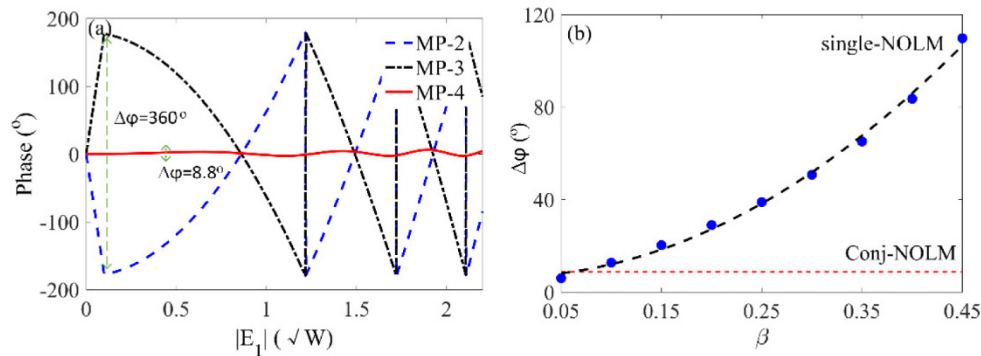 (a)
MP-2
MP-3
MP-4
Δφ=360°
Δφ=8.8°
200
100
0
-100
-200
Phase (°)
0
0.5
1
1.5
2
|E₁| (√W)
(b)
single-NOLM
Conj-NOLM
120
80
40
0
Δφ (°)
0.05
0.15
0.25
0.35
0.45
β